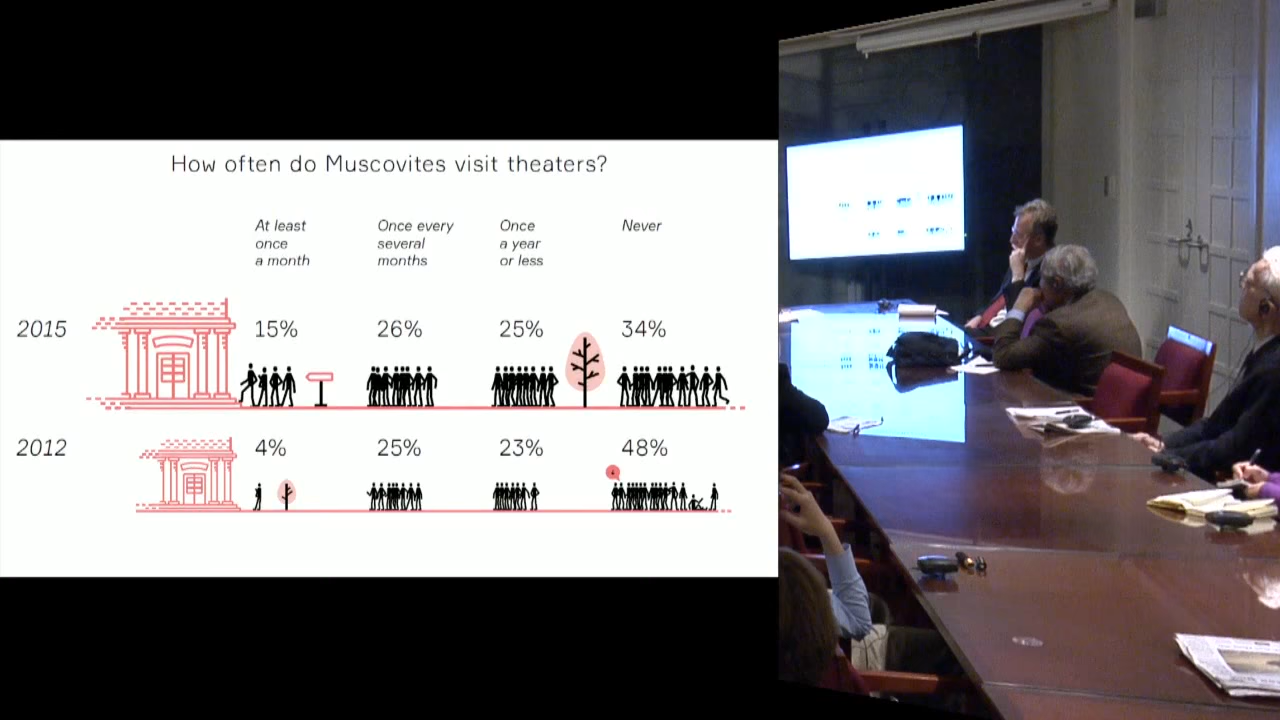 How often do Muscovites visit theaters?
At least
once
a month
Once every
several
months
Once
a year
or less
Never
2015
15%
26%
25%
34%
2012
4%
25%
23%
48%